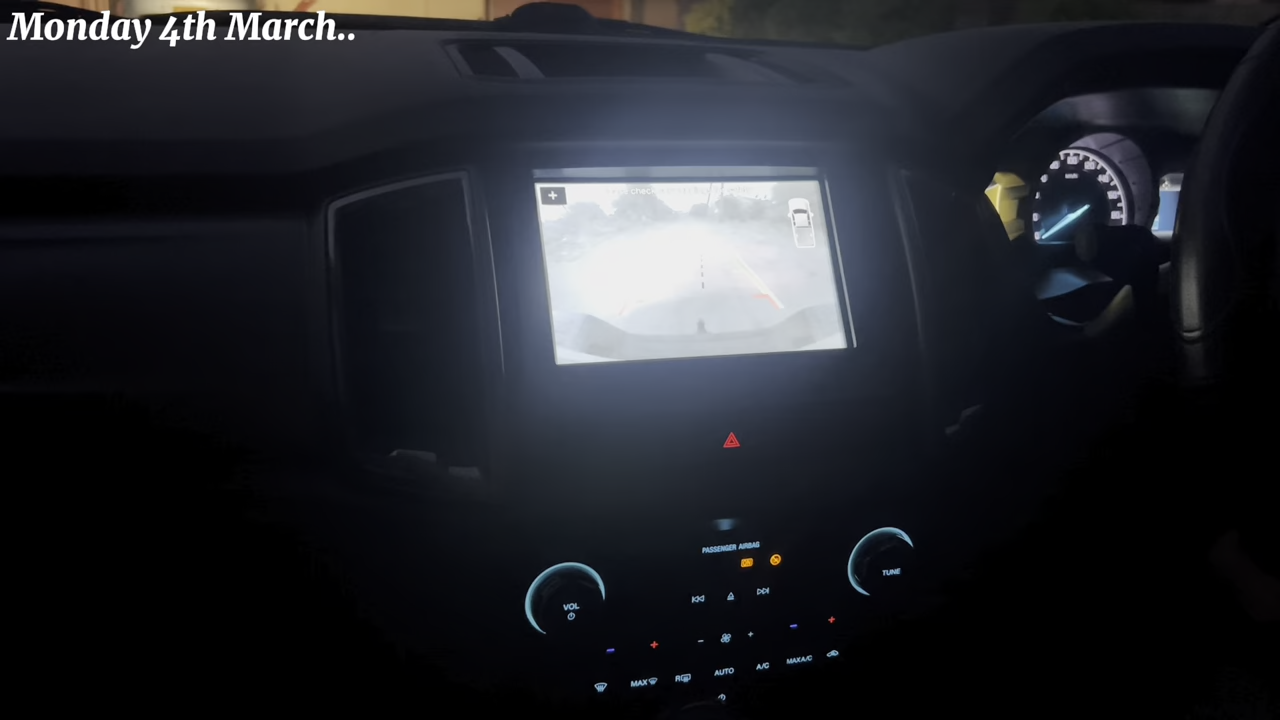 Monday 4th March..
PASSENGER AIRBAG
VOL
TUNE
MAX
R
AUTO
A/C
MAX A/C